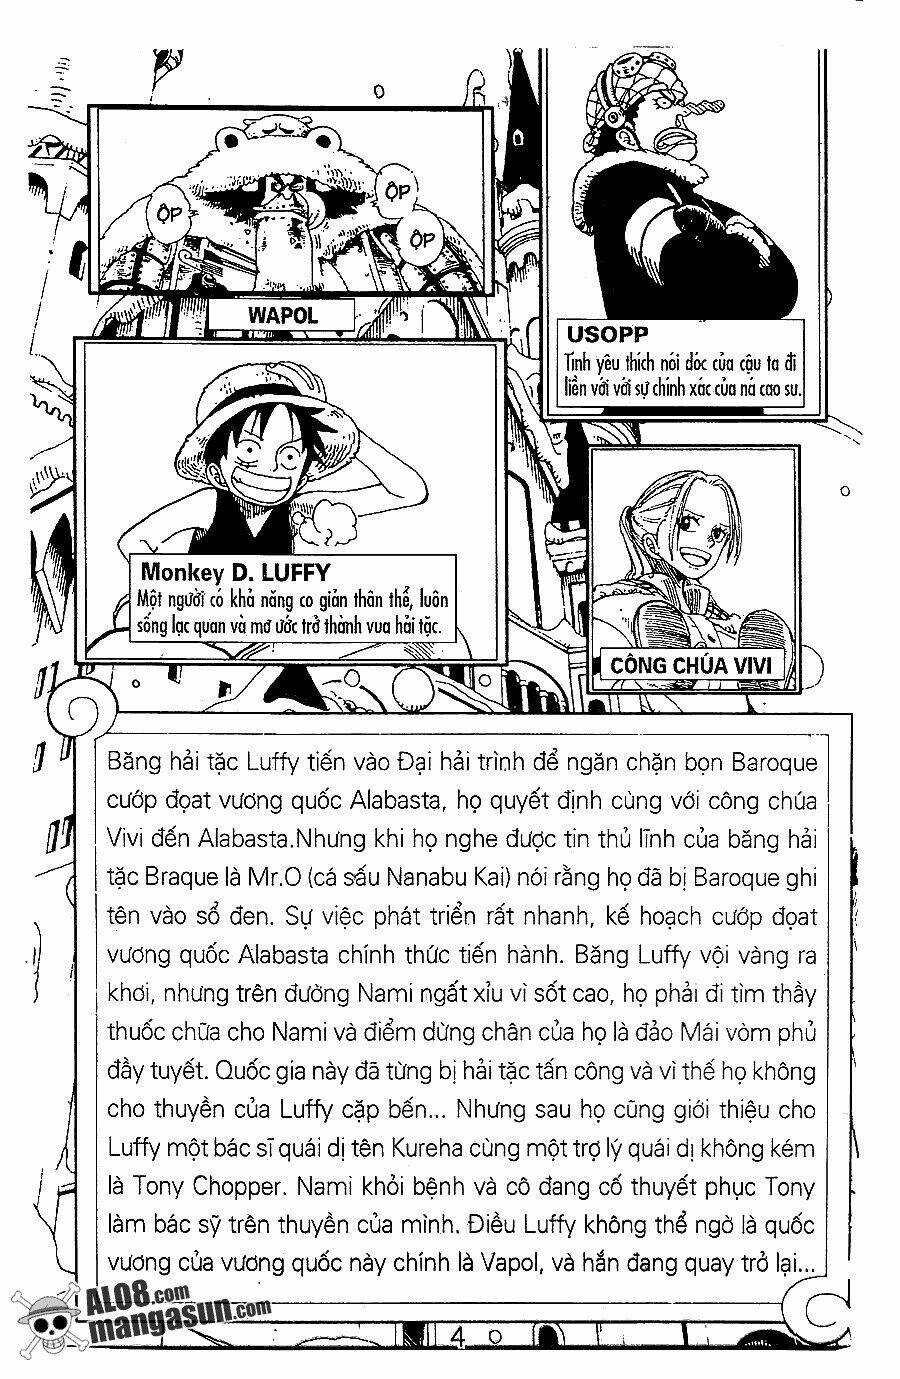 ỘP
ỘP
ỘP
WAPOL
USOPP
Tính yêu thích nói dóc của cậu ta đi
liền với với sự chính xác của ná cao su.
Monkey D. LUFFY
Một người có khả năng co giãn thân thể, luôn
sống lạc quan và mơ ước trở thành vua hải tặc.
CÔNG CHÚA VIVI
Băng hải tặc Luffy tiến vào Đại hải trình để ngăn chặn bọn Baroque
cướp đọat vương quốc Alabasta, họ quyết định cùng với công chúa
Vivi đến Alabasta.Nhưng khi họ nghe được tin thủ lĩnh của băng hải
tặc Braque là Mr.O (cá sấu Nanabu Kai) nói rằng họ đã bị Baroque ghi
tên vào sổ đen. Sự việc phát triển rất nhanh, kế hoạch cướp đọat
vương quốc Alabasta chính thức tiến hành. Băng Luffy vội vàng ra
khơi, nhưng trên đường Nami ngất xỉu vì sốt cao, họ phải đi tìm thầy
thuốc chữa cho Nami và điểm dừng chân của họ là đảo Mái vòm phủ
đầy tuyết. Quốc gia này đã từng bị hải tặc tấn công và vì thế họ không
cho thuyền của Luffy cặp bến... Nhưng sau họ cũng giới thiệu cho
Luffy một bác sĩ quái dị tên Kureha cùng một trợ lý quái dị không kém
là Tony Chopper. Nami khỏi bệnh và cô đang cố thuyết phục Tony
làm bác sỹ trên thuyền của mình. Điều Luffy không thể ngờ là quốc
vương của vương quốc này chính là Vapol, và hắn đang quay trở lại...
ALO8.com
mangasun.com
4